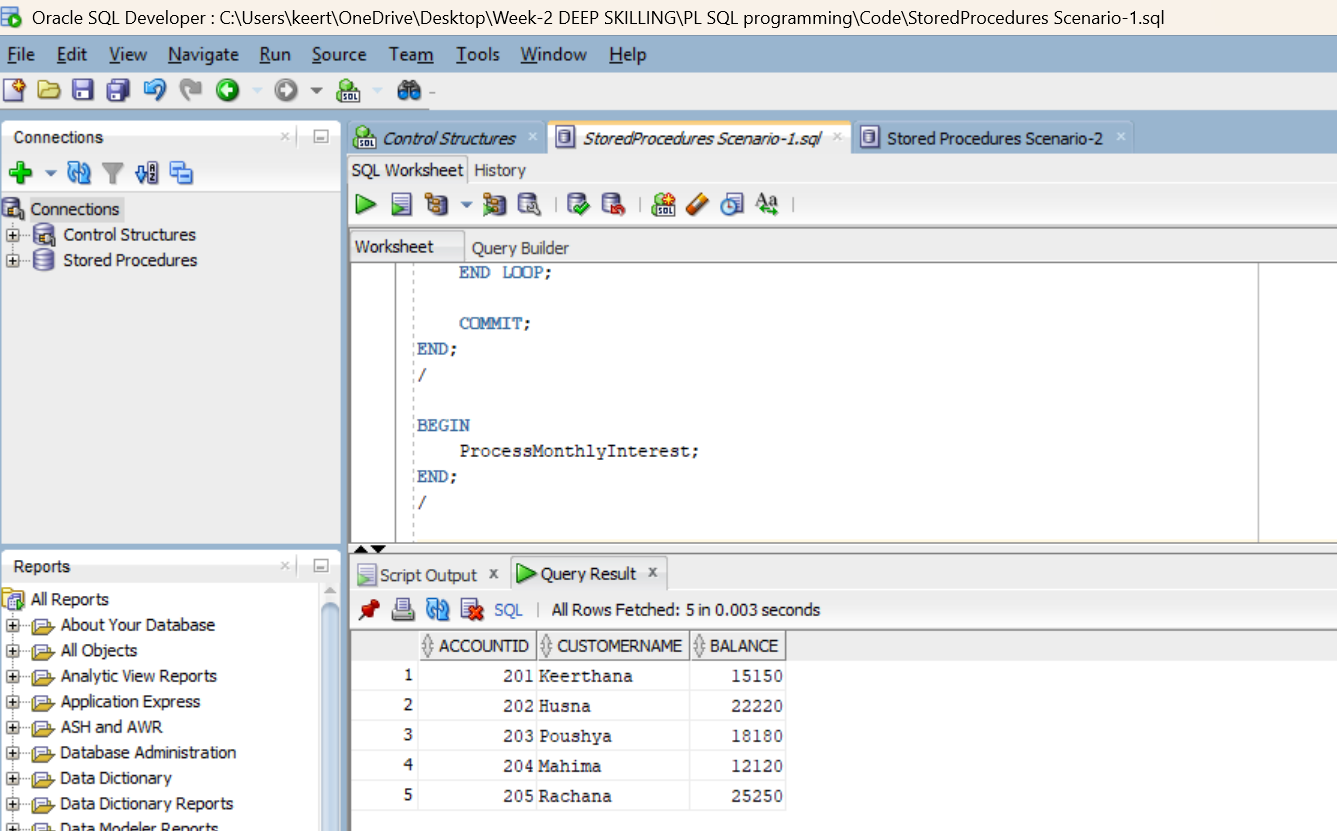 Oracle SQL Developer : C:\Users\keert\OneDrive\Desktop\Week-2 DEEP SKILLING\PL SQL programming\Code\StoredProcedures Scenario-1.sql
File Edit View Navigate Run Source Team Tools Window Help
Connections
Connections
Control Structures
Stored Procedures
Control Structures
StoredProcedures Scenario-1.sql
Stored Procedures Scenario-2
SQL Worksheet History
Worksheet Query Builder
END LOOP;
COMMIT;
END;
/
BEGIN
ProcessMonthlyInterest;
END;
/
Reports
All Reports
About Your Database
All Objects
Analytic View Reports
Application Express
ASH and AWR
Database Administration
Data Dictionary
Data Dictionary Reports
Data Modeler Reports
Script Output x Query Result x
SQL All Rows Fetched: 5 in 0.003 seconds
ACCOUNTID CUSTOMERNAME BALANCE
1 201 Keerthana 15150
2 202 Husna 22220
3 203 Poushya 18180
4 204 Mahima 12120
5 205 Rachana 25250